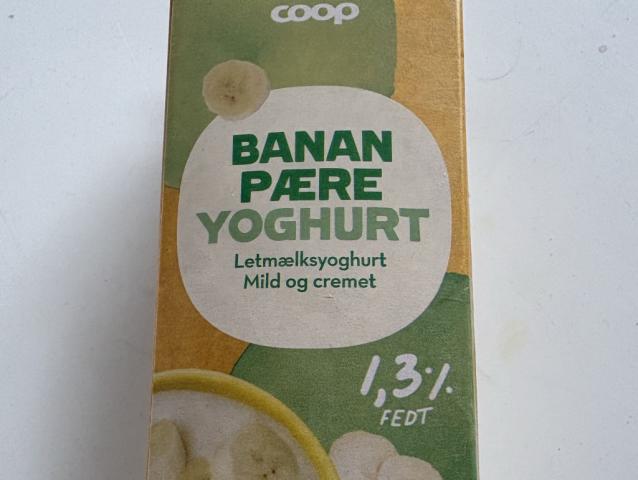 coop
BANAN
PÆRE
YOGHURT
Letmælksyoghurt
Mild og cremet
1,3%
FEDT